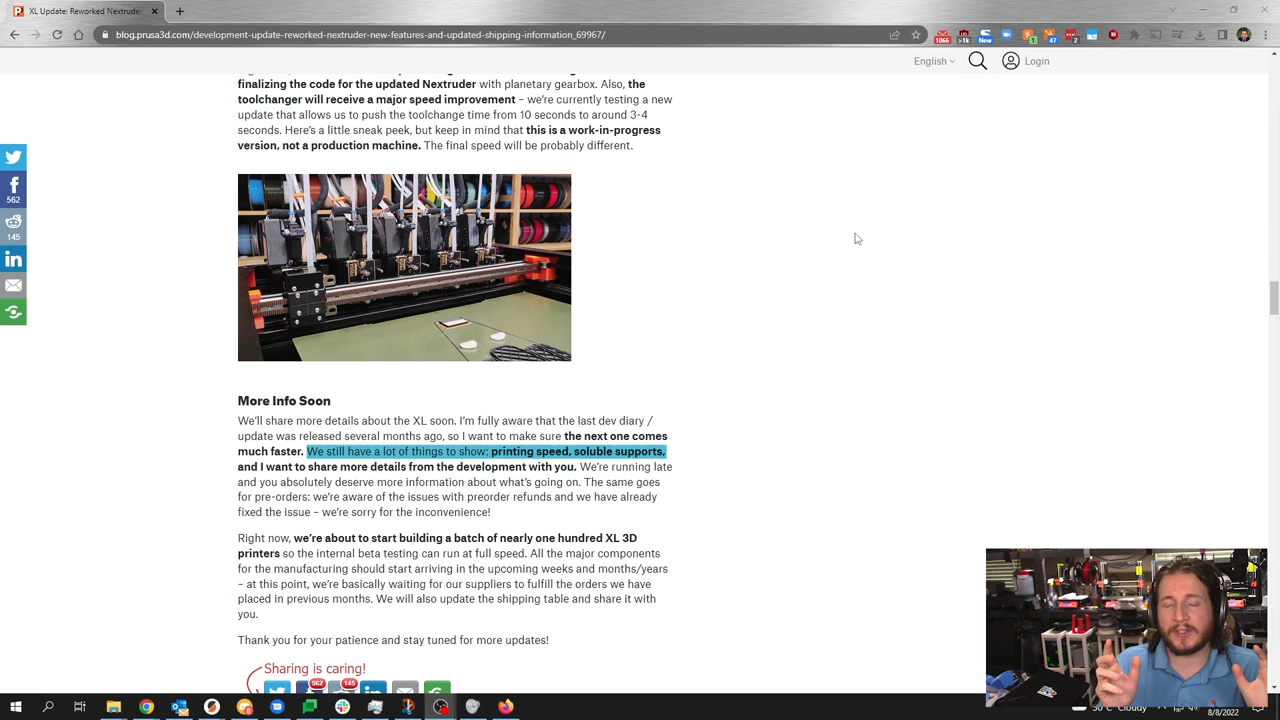 XL Update: Reworked Nextruder:
blog.prusa3d.com/development-update-reworked-nextruder-new-features-and-updated-shipping-information_69967/
1066
>1k
New
1
47
2
English
Login
finalizing the code for the updated Nextruder with planetary gearbox. Also, the
toolchanger will receive a major speed improvement – we're currently testing a new
update that allows us to push the toolchange time from 10 seconds to around 3-4
seconds. Here's a little sneak peek, but keep in mind that this is a work-in-progress
version, not a production machine. The final speed will be probably different.
562
145
More Info Soon
We'll share more details about the XL soon. I'm fully aware that the last dev diary /
update was released several months ago, so I want to make sure the next one comes
much faster. We still have a lot of things to show: printing speed, soluble supports,
and I want to share more details from the development with you. We're running late
and you absolutely deserve more information about what's going on. The same goes
for pre-orders: we're aware of the issues with preorder refunds and we have already
fixed the issue – we're sorry for the inconvenience!
Right now, we're about to start building a batch of nearly one hundred XL 3D
printers so the internal beta testing can run at full speed. All the major components
for the manufacturing should start arriving in the upcoming weeks and months/years
– at this point, we're basically waiting for our suppliers to fulfill the orders we have
placed in previous months. We will also update the shipping table and share it with
you.
Thank you for your patience and stay tuned for more updates!
Sharing is caring!
562
145
30°C Cloudy
8/8/2022